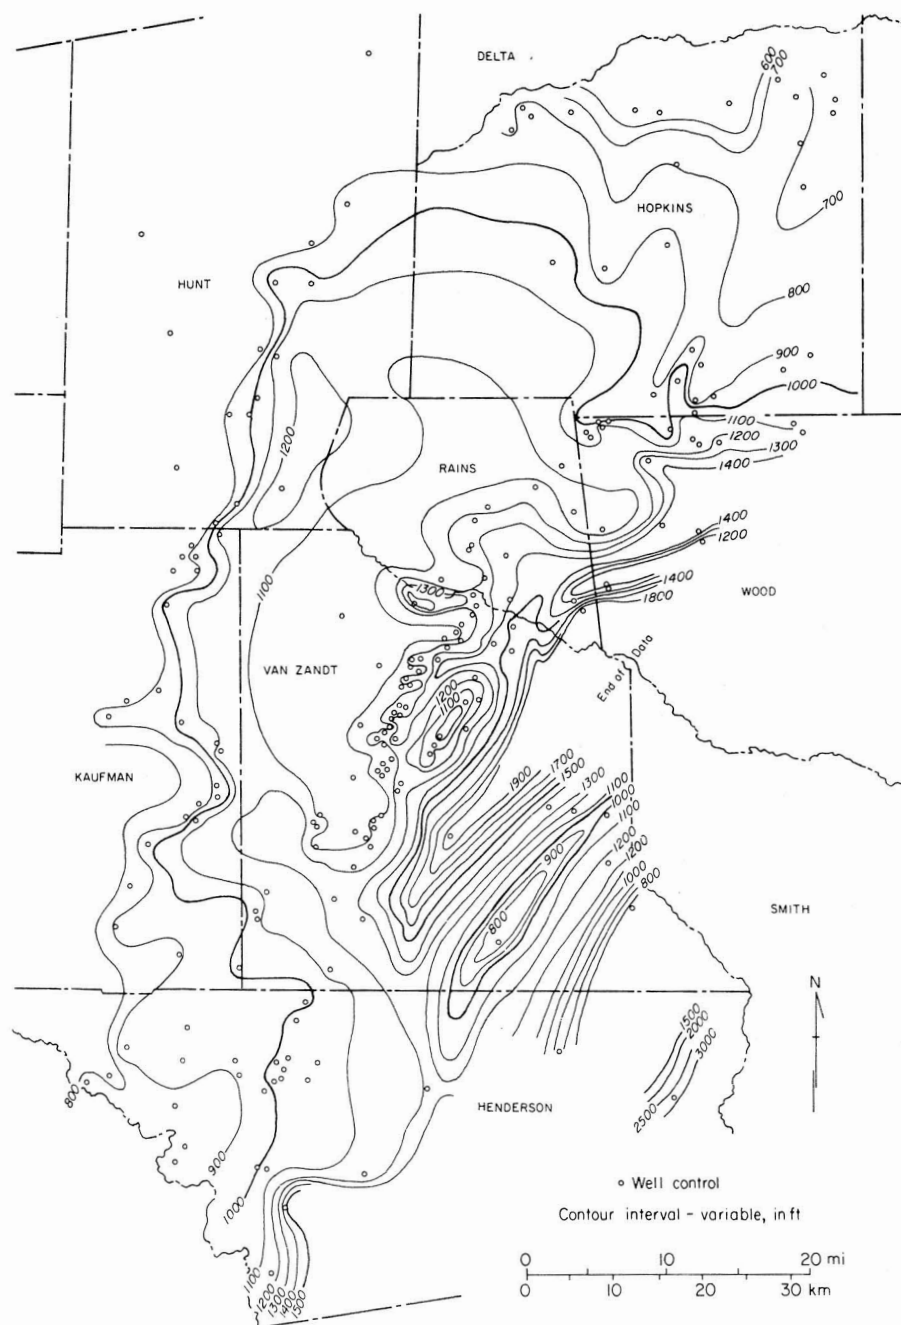 DELTA
600
700
HOPKINS
700
HUNT
800
900
1000
1100
1200
1300
1400
1200
RAINS
1400
1200
1100
1300
1400
1800
WOOD
VAN ZANDT
End of Data
1200
1100
KAUFMAN
1900
1700
1500
1300
1100
1000
1100
900
1200
1200
1000
800
800
SMITH
N
1500
2000
3000
2500
800
HENDERSON
900
1000
Well control
Contour interval - variable, in ft
1100
1200
1300
1400
1500
0 10 20 mi
0 10 20 30 km